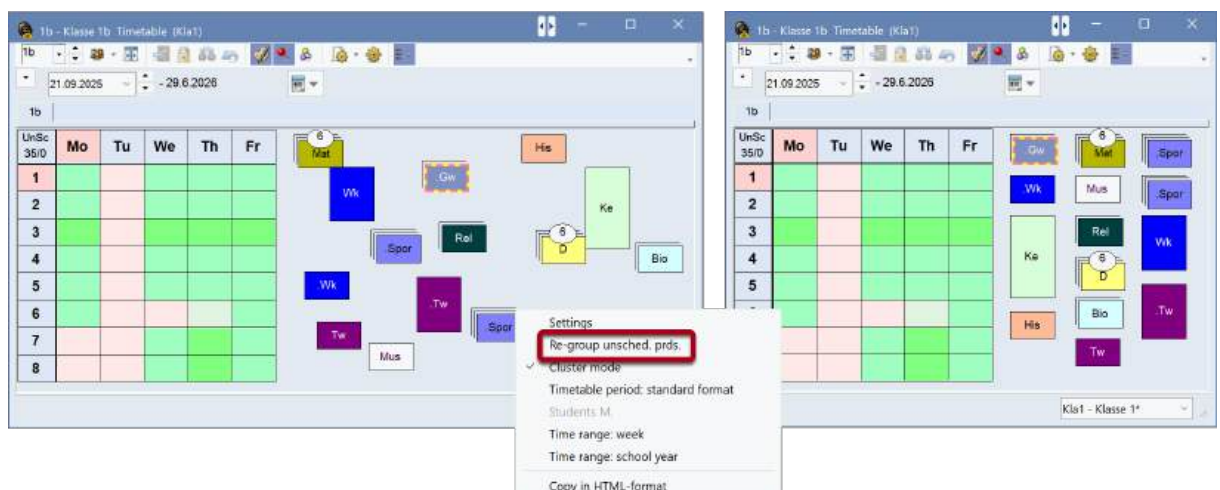 1b - Klasse 1b Timetable (Kla1)
1b
21.09.2025 - 29.6.2026
1b
UnSc 35/0 Mo Tu We Th Fr
1
2
3
4
5
6
7
8
6
Mat
His
.Gw
Wk
Ke
Rel
6
D
.Spor
Bio
.Wk
.Tw
.Spor
Tw
Mus
Settings
Re-group unsched. prds.
Cluster mode
Timetable period: standard format
Students M.
Time range: week
Time range: school year
Copy in HTML-format
1b - Klasse 1b Timetable (Kla1)
1b
21.09.2025 - 29.6.2026
1b
UnSc 35/0 Mo Tu We Th Fr
1
2
3
4
5
7
8
.Gw
6
Mat
.Spor
.Wk
Mus
.Spor
Ke
Rel
Wk
6
D
His
Bio
.Tw
Tw
Kla1 - Klasse 1*